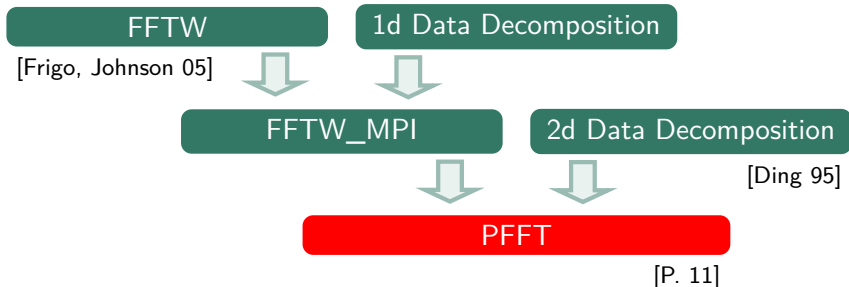 FFTW
1d Data Decomposition
[Frigo, Johnson 05]
FFTW_MPI
2d Data Decomposition
[Ding 95]
PFFT
[P. 11]